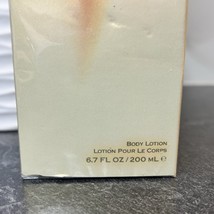 BODY LOTION
LOTION POUR LE CORPS
6.7 FL OZ / 200 mL ℮